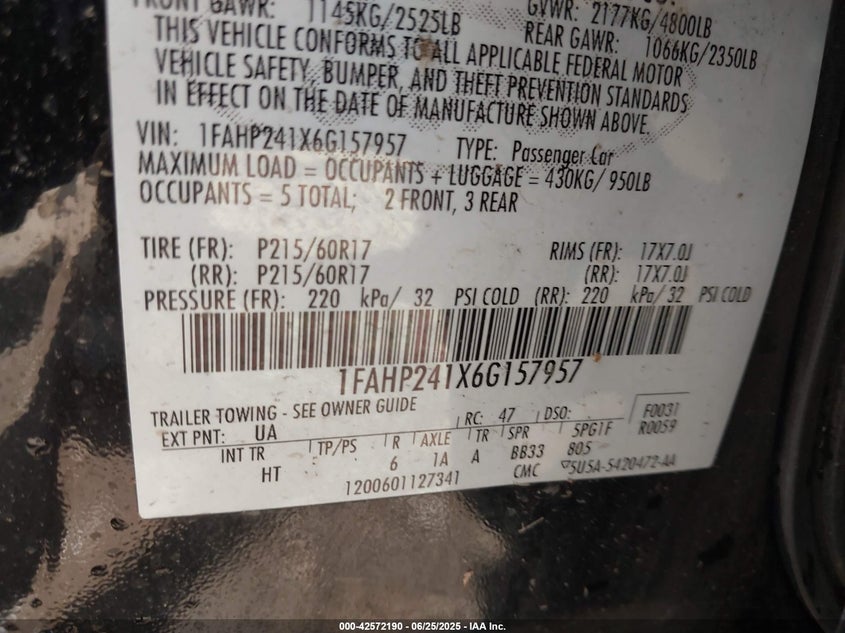 FRONT GAWR: 1145KG/2525LB GVWR: 2177KG/4800LB
REAR GAWR: 1066KG/2350LB
THIS VEHICLE CONFORMS TO ALL APPLICABLE FEDERAL MOTOR
VEHICLE SAFETY, BUMPER, AND THEFT PREVENTION STANDARDS
IN EFFECT ON THE DATE OF MANUFACTURE SHOWN ABOVE.
VIN: 1FAHP241X6G157957 TYPE: Passenger Car
MAXIMUM LOAD = OCCUPANTS + LUGGAGE = 430KG/ 950LB
OCCUPANTS = 5 TOTAL; 2 FRONT, 3 REAR
TIRE (FR): P215/60R17 RIMS (FR): 17X7.0J
(RR): P215/60R17 (RR): 17X7.0J
PRESSURE (FR): 220 kPa/ 32 PSI COLD (RR): 220 kPa/ 32 PSI COLD
1FAHP241X6G157957
TRAILER TOWING - SEE OWNER GUIDE
EXT PNT: UA RC: 47 DSO: F0031
R0059
INT TR TP/PS R AXLE TR SPR 5PG1F
HT 6 1A A BB33 805
1200601127341 CMC 5U5A-5420472-AA
000-42572190 - 06/25/2025 - IAA Inc.